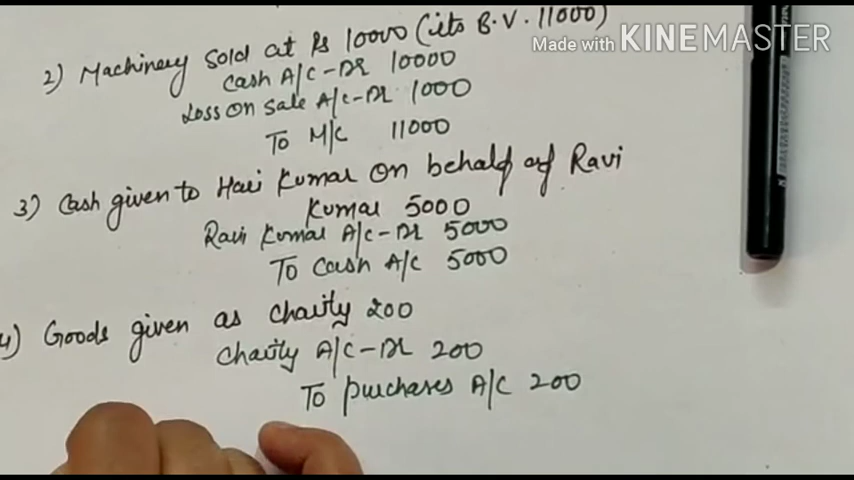 Made with KINEMASTER
2) Machinery sold at Rs 10000 (its B.V. 11000)
Cash A/C-Dr 10000
Loss on sale A/C-Dr 1000
To M/C 11000
3) Cash given to Hari Kumar on behalf of Ravi
Kumar 5000
Ravi Kumar A/C-Dr 5000
To Cash A/C 5000
4) Goods given as charity 200
Charity A/C-Dr 200
To purchases A/C 200